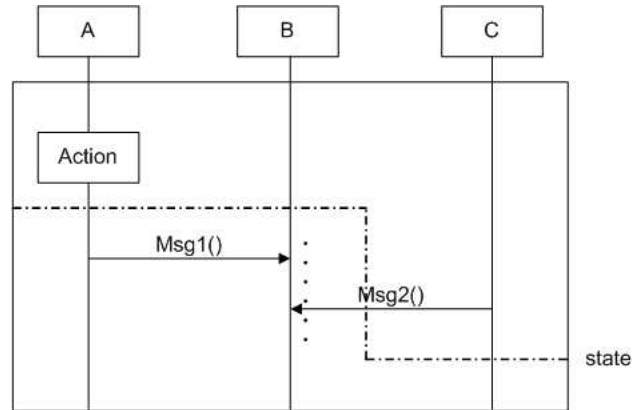 A
B
C
Action
Msg1()
Msg2()
state